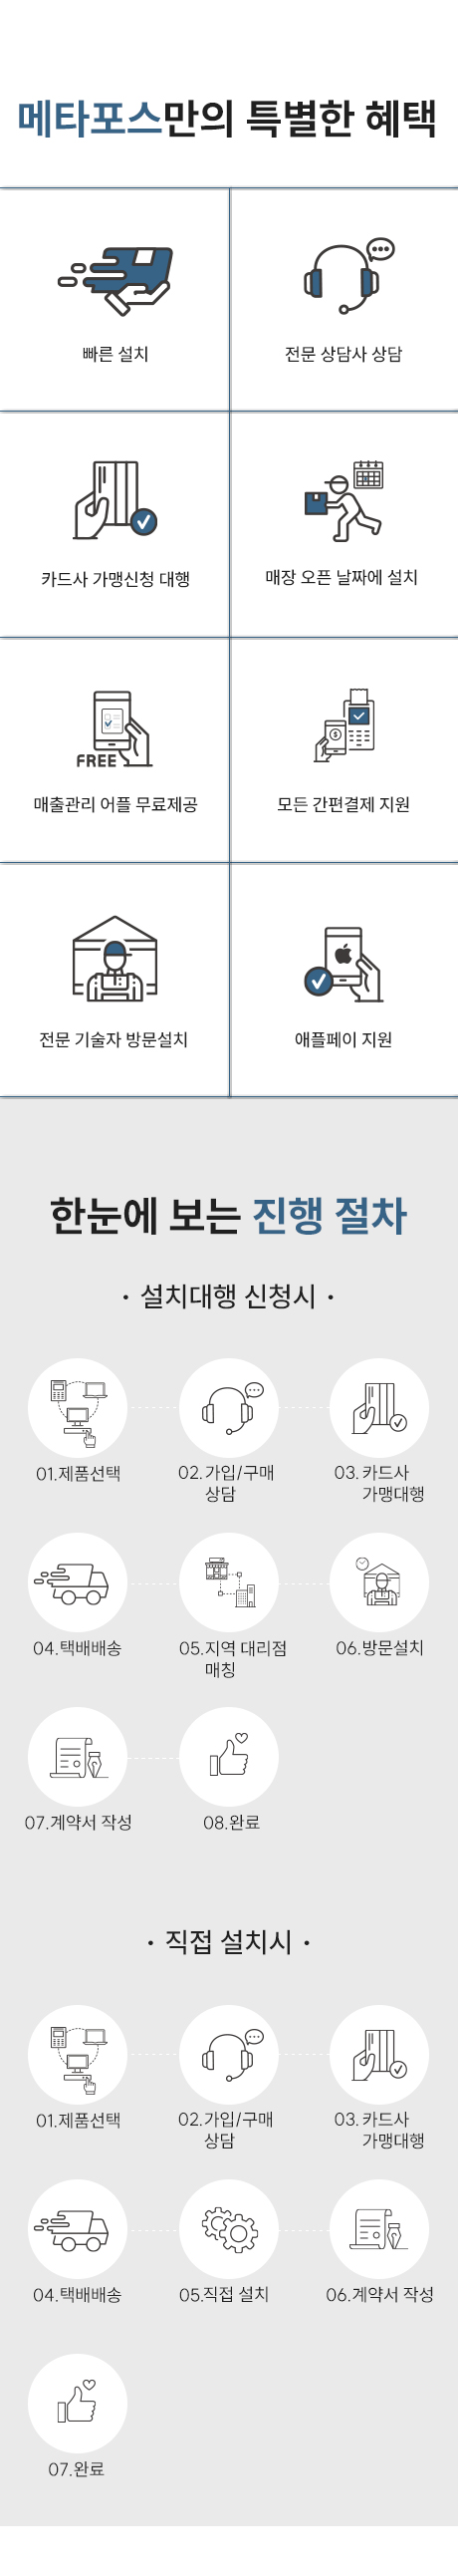 메타포스만의 특별한 혜택
빠른 설치
전문 상담사 상담
카드사 가맹신청 대행
매장 오픈 날짜에 설치
FREE
매출관리 어플 무료제공
$
모든 간편결제 지원
전문 기술자 방문설치
애플페이 지원
한눈에 보는 진행 절차
• 설치대행 신청시 •
01.제품선택
02.가입/구매
상담
03. 카드사
가맹대행
04.택배배송
05.지역 대리점
매칭
06.방문설치
07.계약서 작성
08.완료
• 직접 설치시 •
01.제품선택
02.가입/구매
상담
03. 카드사
가맹대행
04.택배배송
05.직접 설치
06.계약서 작성
07.완료